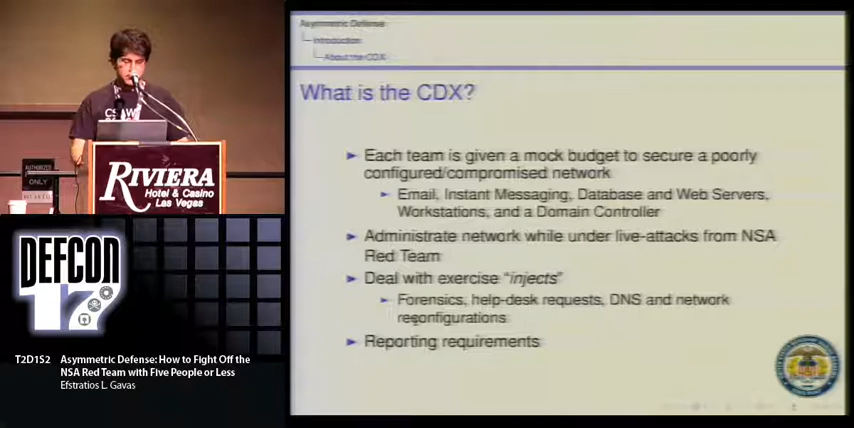 Asymmetric Defense
Introduction
About the CDX
What is the CDX?
Each team is given a mock budget to secure a poorly
configured/compromised network
Email, Instant Messaging, Database and Web Servers,
Workstations, and a Domain Controller
Administrate network while under live-attacks from NSA
Red Team
Deal with exercise "injects"
Forensics, help-desk requests, DNS and network
reconfigurations
Reporting requirements
AUTHORIZED
ONLY
RIVIERA
Hotel & Casino
Las Vegas
DEFCON
17
T2D1S2 Asymmetric Defense: How to Fight Off the
NSA Red Team with Five People or Less
Efstratios L. Gavas